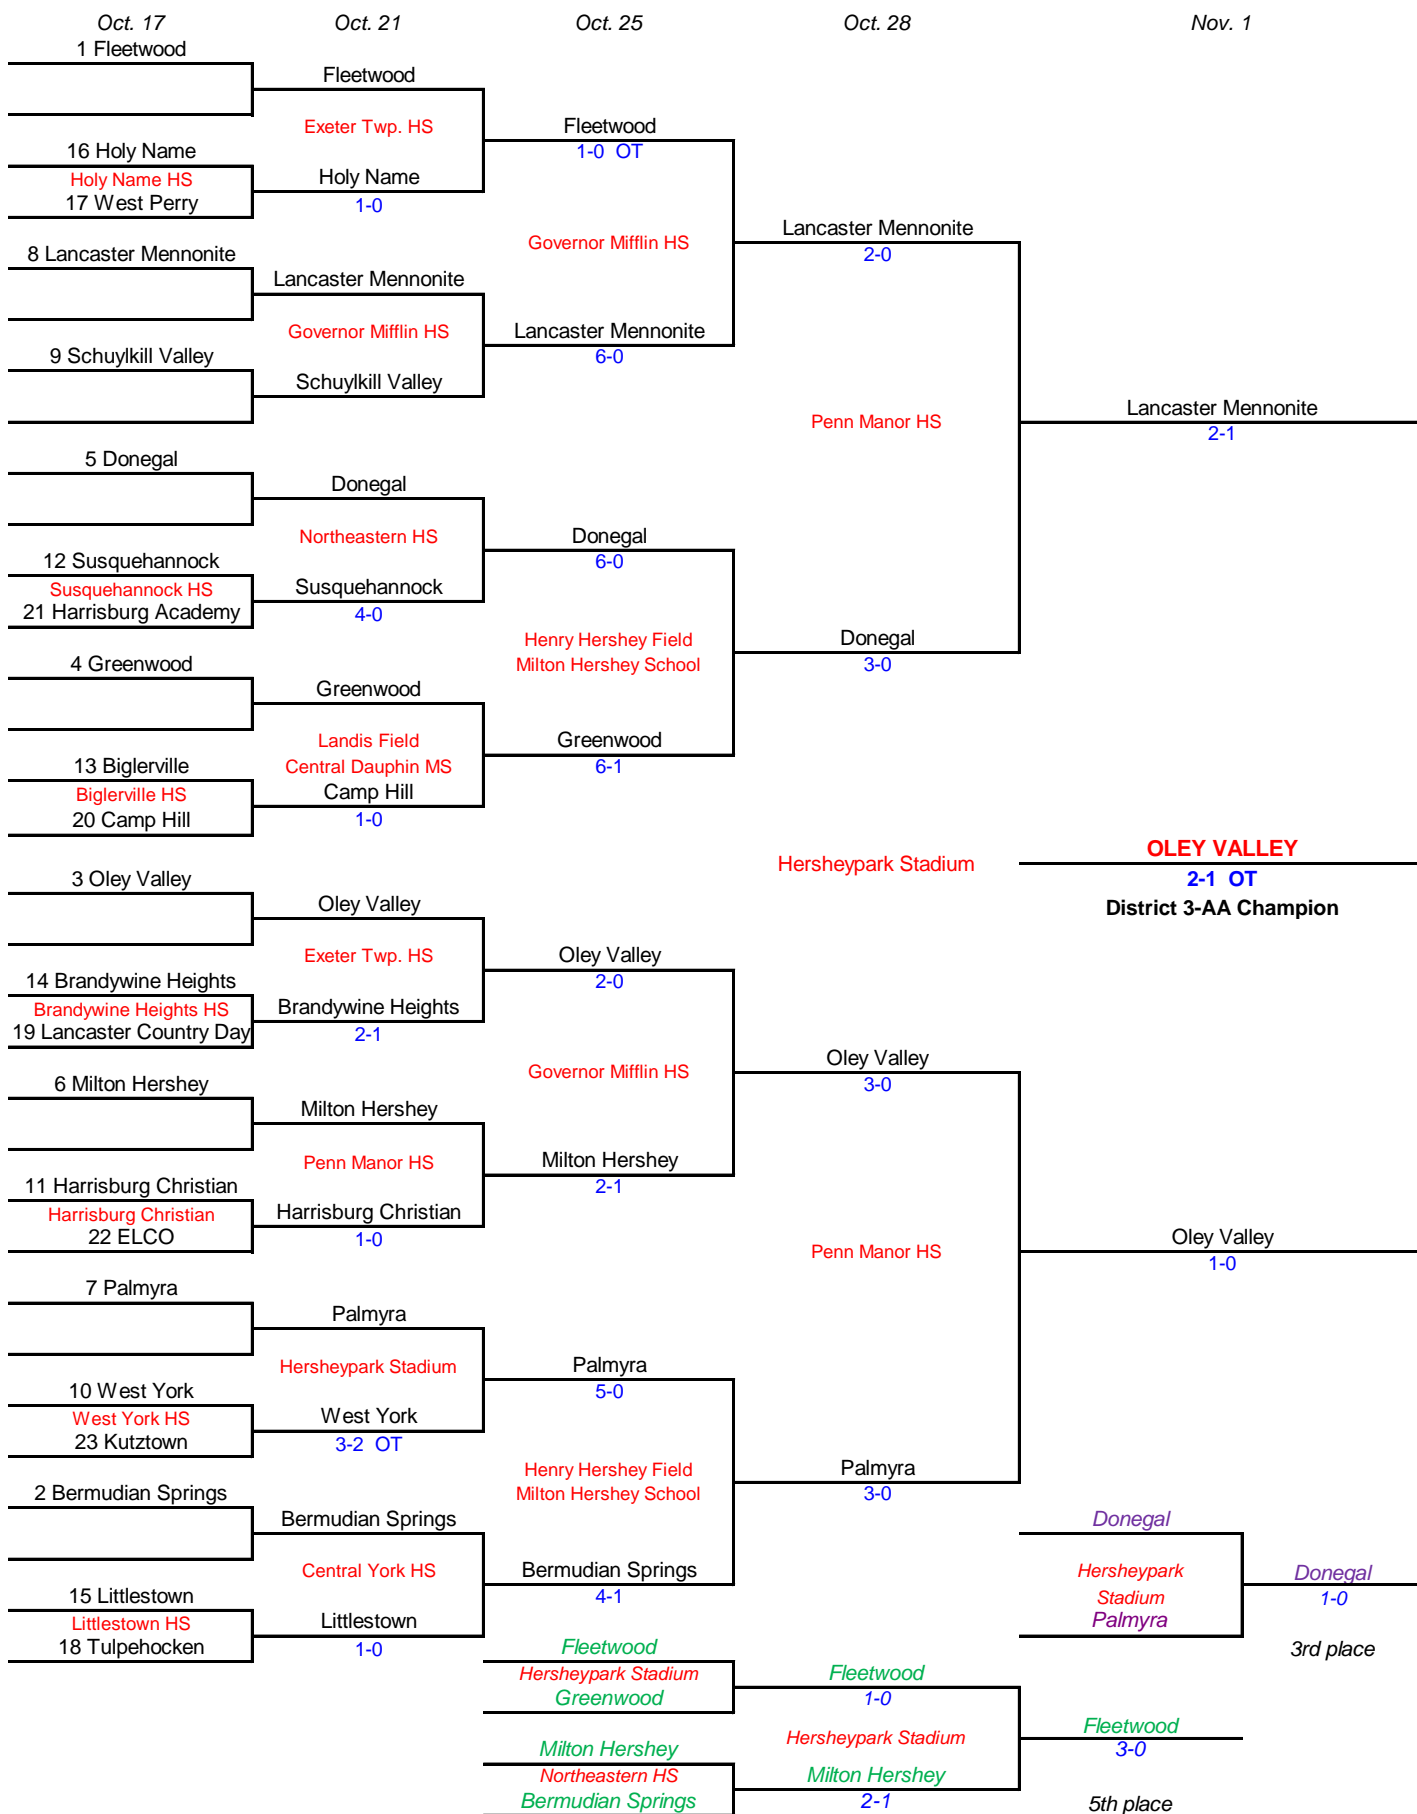 Oct. 17 Oct. 21 Oct. 25 Oct. 28 Nov. 1
1 Fleetwood
Fleetwood
Exeter Twp. HS
Fleetwood
1-0 OT
16 Holy Name
Holy Name HS
17 West Perry
Holy Name
1-0
Governor Mifflin HS
Lancaster Mennonite
2-0
8 Lancaster Mennonite
Lancaster Mennonite
Governor Mifflin HS
Lancaster Mennonite
6-0
9 Schuylkill Valley
Schuylkill Valley
Penn Manor HS
Lancaster Mennonite
2-1
5 Donegal
Donegal
Northeastern HS
Donegal
6-0
12 Susquehannock
Susquehannock HS
21 Harrisburg Academy
Susquehannock
4-0
Henry Hershey Field
Milton Hershey School
Donegal
3-0
4 Greenwood
Greenwood
Landis Field
Central Dauphin MS
Greenwood
6-1
13 Biglerville
Biglerville HS
20 Camp Hill
Camp Hill
1-0
Hersheypark Stadium
OLEY VALLEY
2-1 OT
District 3-AA Champion
3 Oley Valley
Oley Valley
Exeter Twp. HS
Oley Valley
2-0
14 Brandywine Heights
Brandywine Heights HS
19 Lancaster Country Day
Brandywine Heights
2-1
Governor Mifflin HS
Oley Valley
3-0
6 Milton Hershey
Milton Hershey
Penn Manor HS
Milton Hershey
2-1
11 Harrisburg Christian
Harrisburg Christian
22 ELCO
Harrisburg Christian
1-0
Penn Manor HS
Oley Valley
1-0
7 Palmyra
Palmyra
Hersheypark Stadium
Palmyra
5-0
10 West York
West York HS
23 Kutztown
West York
3-2 OT
Henry Hershey Field
Milton Hershey School
Palmyra
3-0
2 Bermudian Springs
Bermudian Springs
Central York HS
Bermudian Springs
4-1
15 Littlestown
Littlestown HS
18 Tulpehocken
Littlestown
1-0
Donegal
Hersheypark
Stadium
Palmyra
Donegal
1-0
3rd place
Fleetwood
Hersheypark Stadium
Greenwood
Fleetwood
1-0
Hersheypark Stadium
Milton Hershey
Northeastern HS
Bermudian Springs
Milton Hershey
2-1
Fleetwood
3-0
5th place